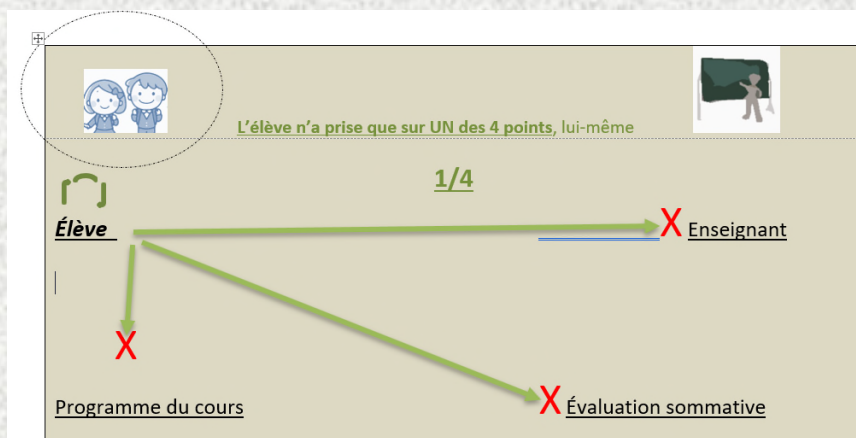 L'élève n'a prise que sur UN des 4 points, lui-même
1/4
Élève X Enseignant
X
Programme du cours X Évaluation sommative